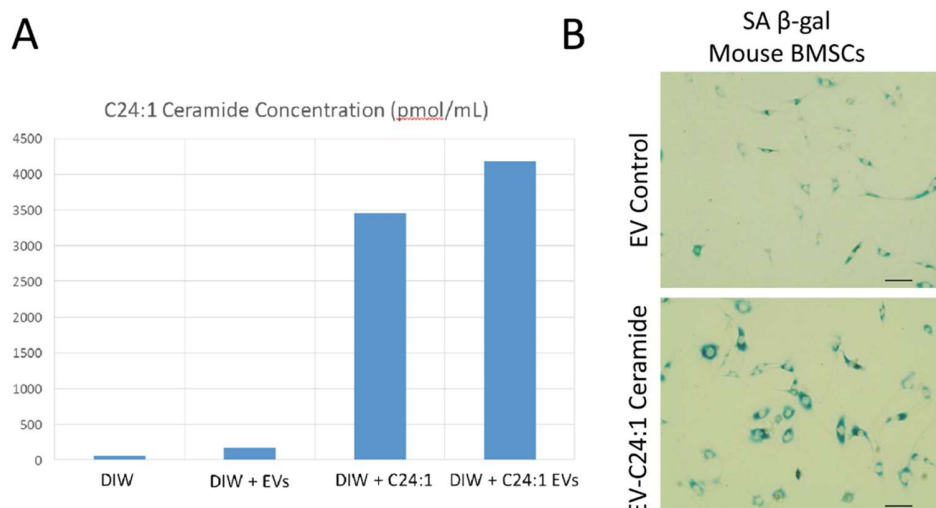 A
C24:1 Ceramide Concentration (pmol/mL)
4500
4000
3500
3000
2500
2000
1500
1000
500
0
DIW
DIW + EVs
DIW + C24:1
DIW + C24:1 EVs
B
SA β-gal
Mouse BMSCs
EV Control
EV-C24:1 Ceramide